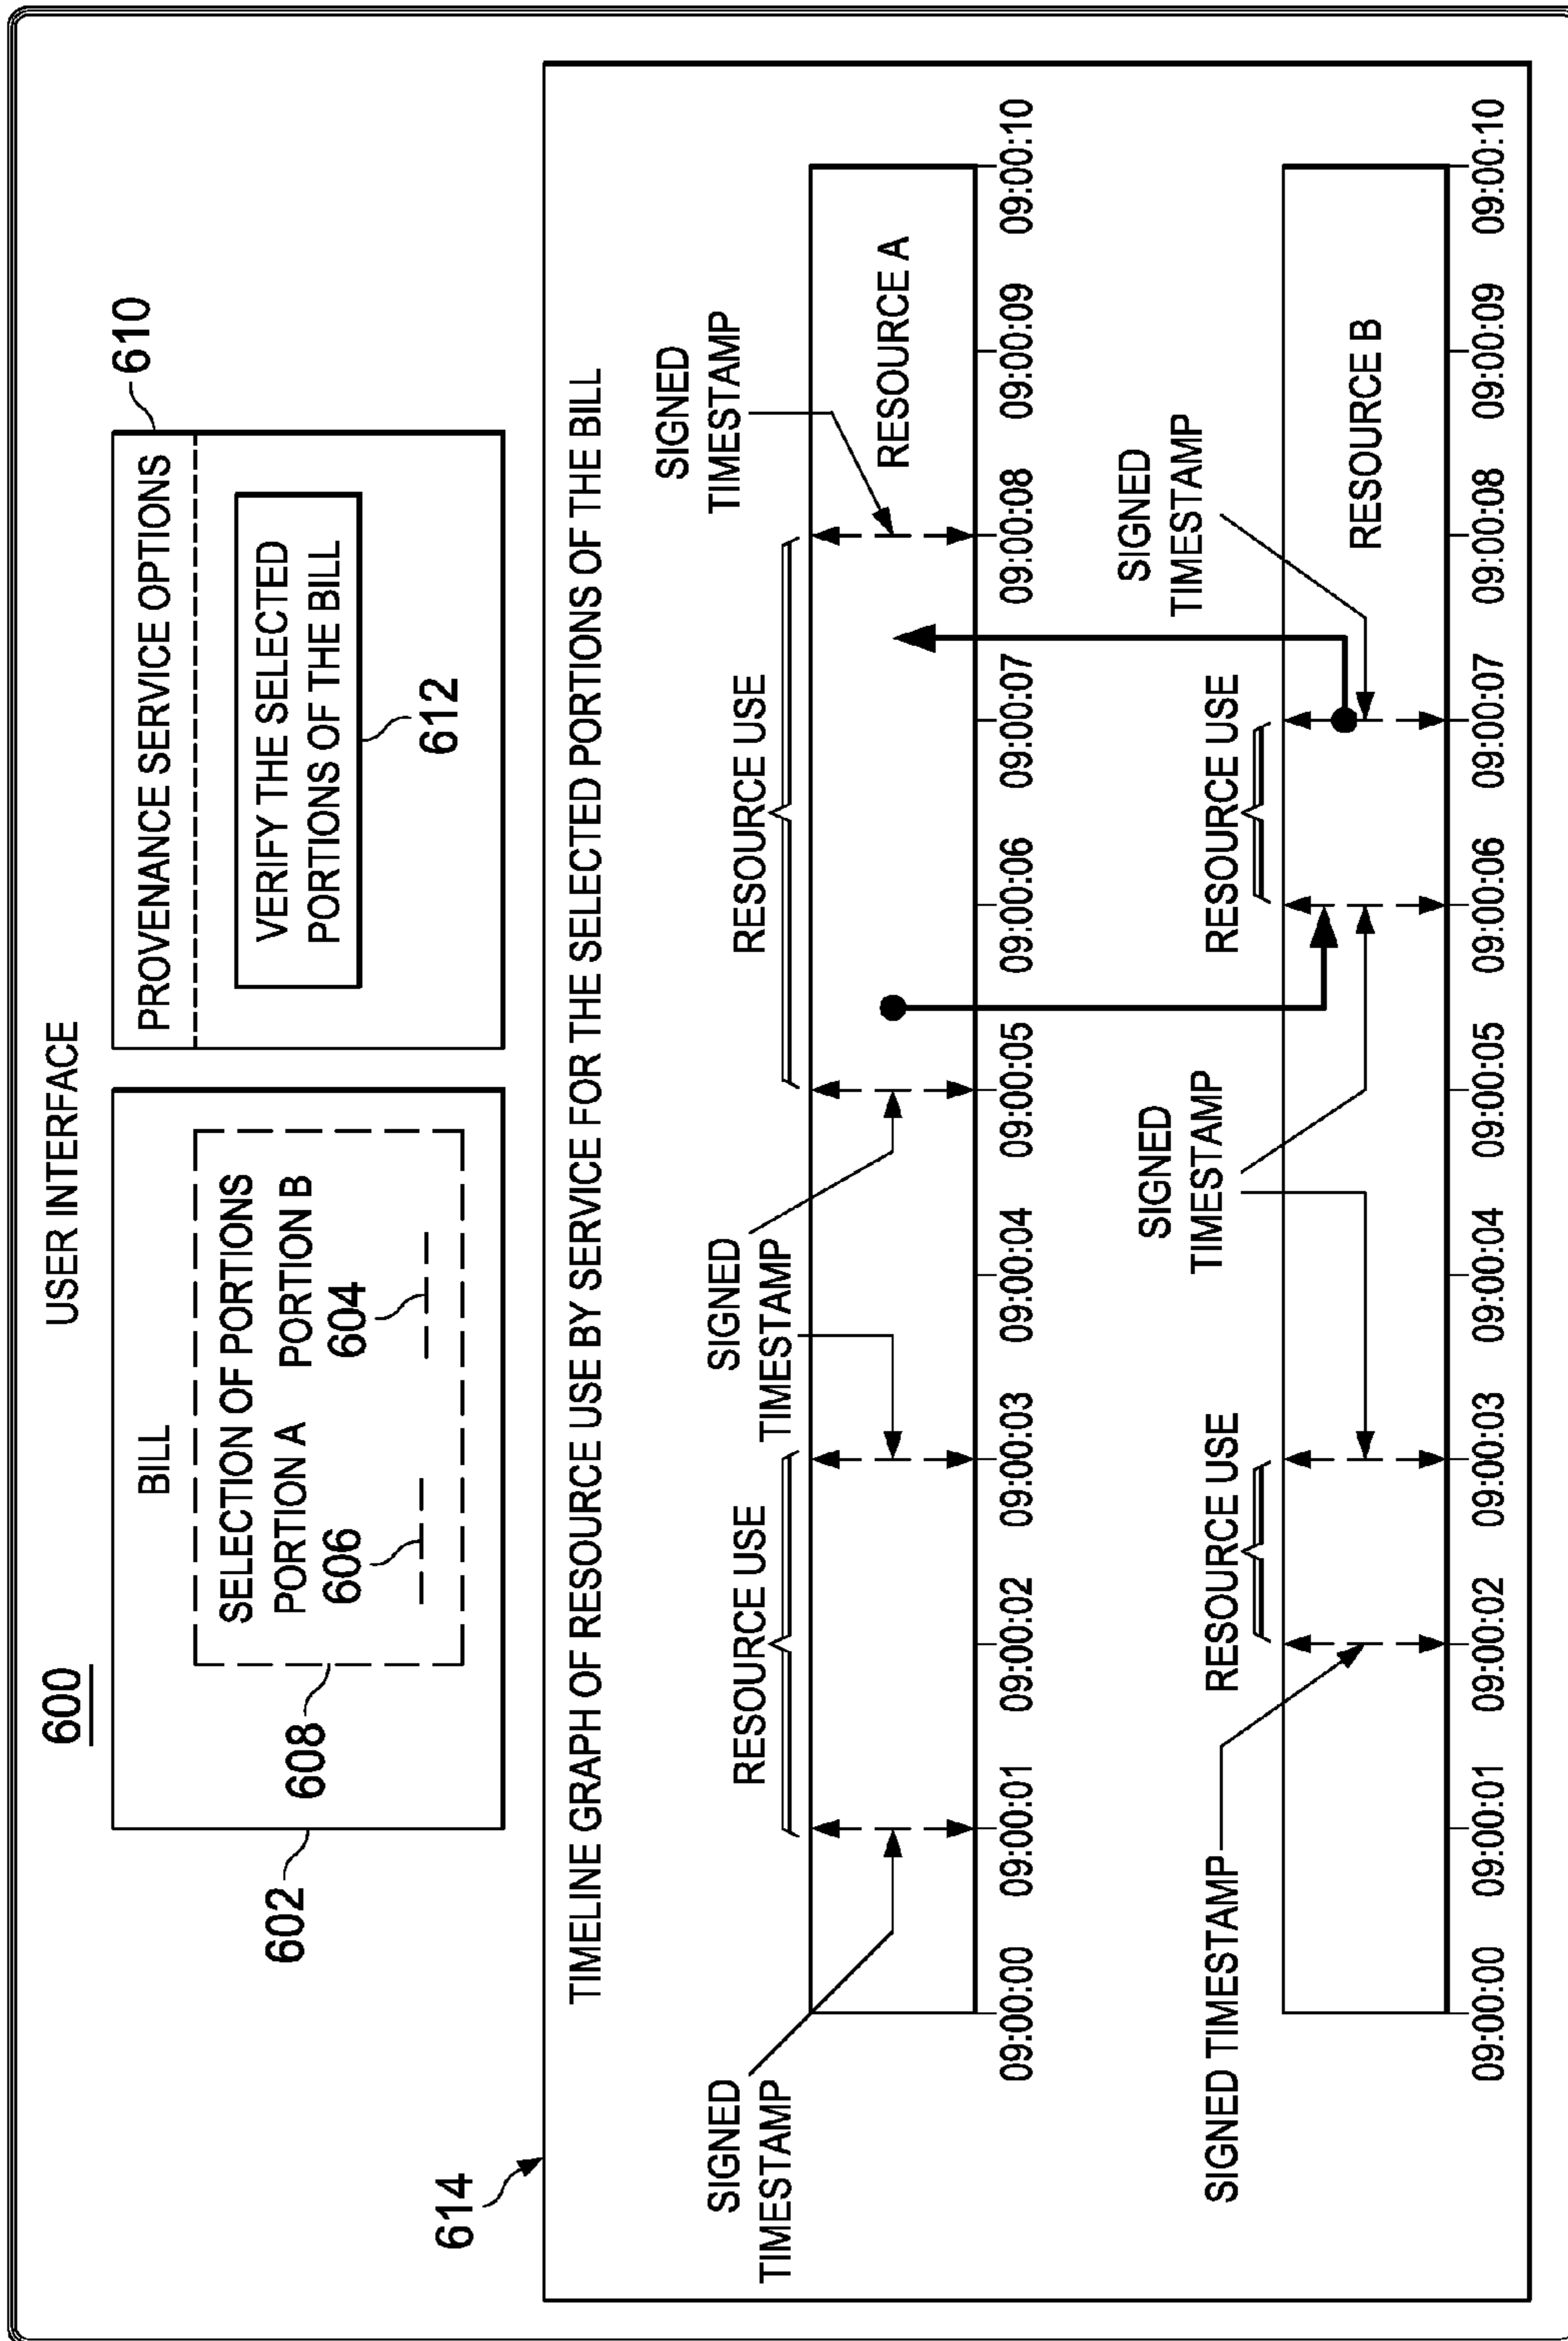 600
USER INTERFACE
BILL
SELECTION OF PORTIONS
PORTION A
PORTION B
606
604
608
602
PROVENANCE SERVICE OPTIONS
VERIFY THE SELECTED
PORTIONS OF THE BILL
610
612
614
TIMELINE GRAPH OF RESOURCE USE BY SERVICE FOR THE SELECTED PORTIONS OF THE BILL
SIGNED
TIMESTAMP
RESOURCE USE
SIGNED
TIMESTAMP
RESOURCE USE
SIGNED
TIMESTAMP
RESOURCE A
09:00:00 09:00:01 09:00:02 09:00:03 09:00:04 09:00:05 09:00:06 09:00:07 09:00:08 09:00:09 09:00:10
SIGNED TIMESTAMP
RESOURCE USE
SIGNED
TIMESTAMP
RESOURCE USE
SIGNED
TIMESTAMP
RESOURCE B
09:00:00 09:00:01 09:00:02 09:00:03 09:00:04 09:00:05 09:00:06 09:00:07 09:00:08 09:00:09 09:00:10